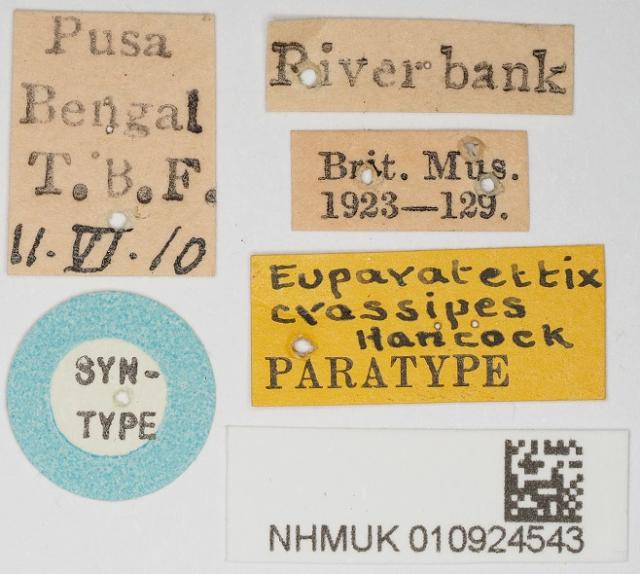 Pusa
Bengal
T. B. F.
11.VI.10
River bank
Brit. Mus.
1923—129.
Euparatettix
crassipes
Hancock
PARATYPE
SYN-
TYPE
NHMUK 010924543